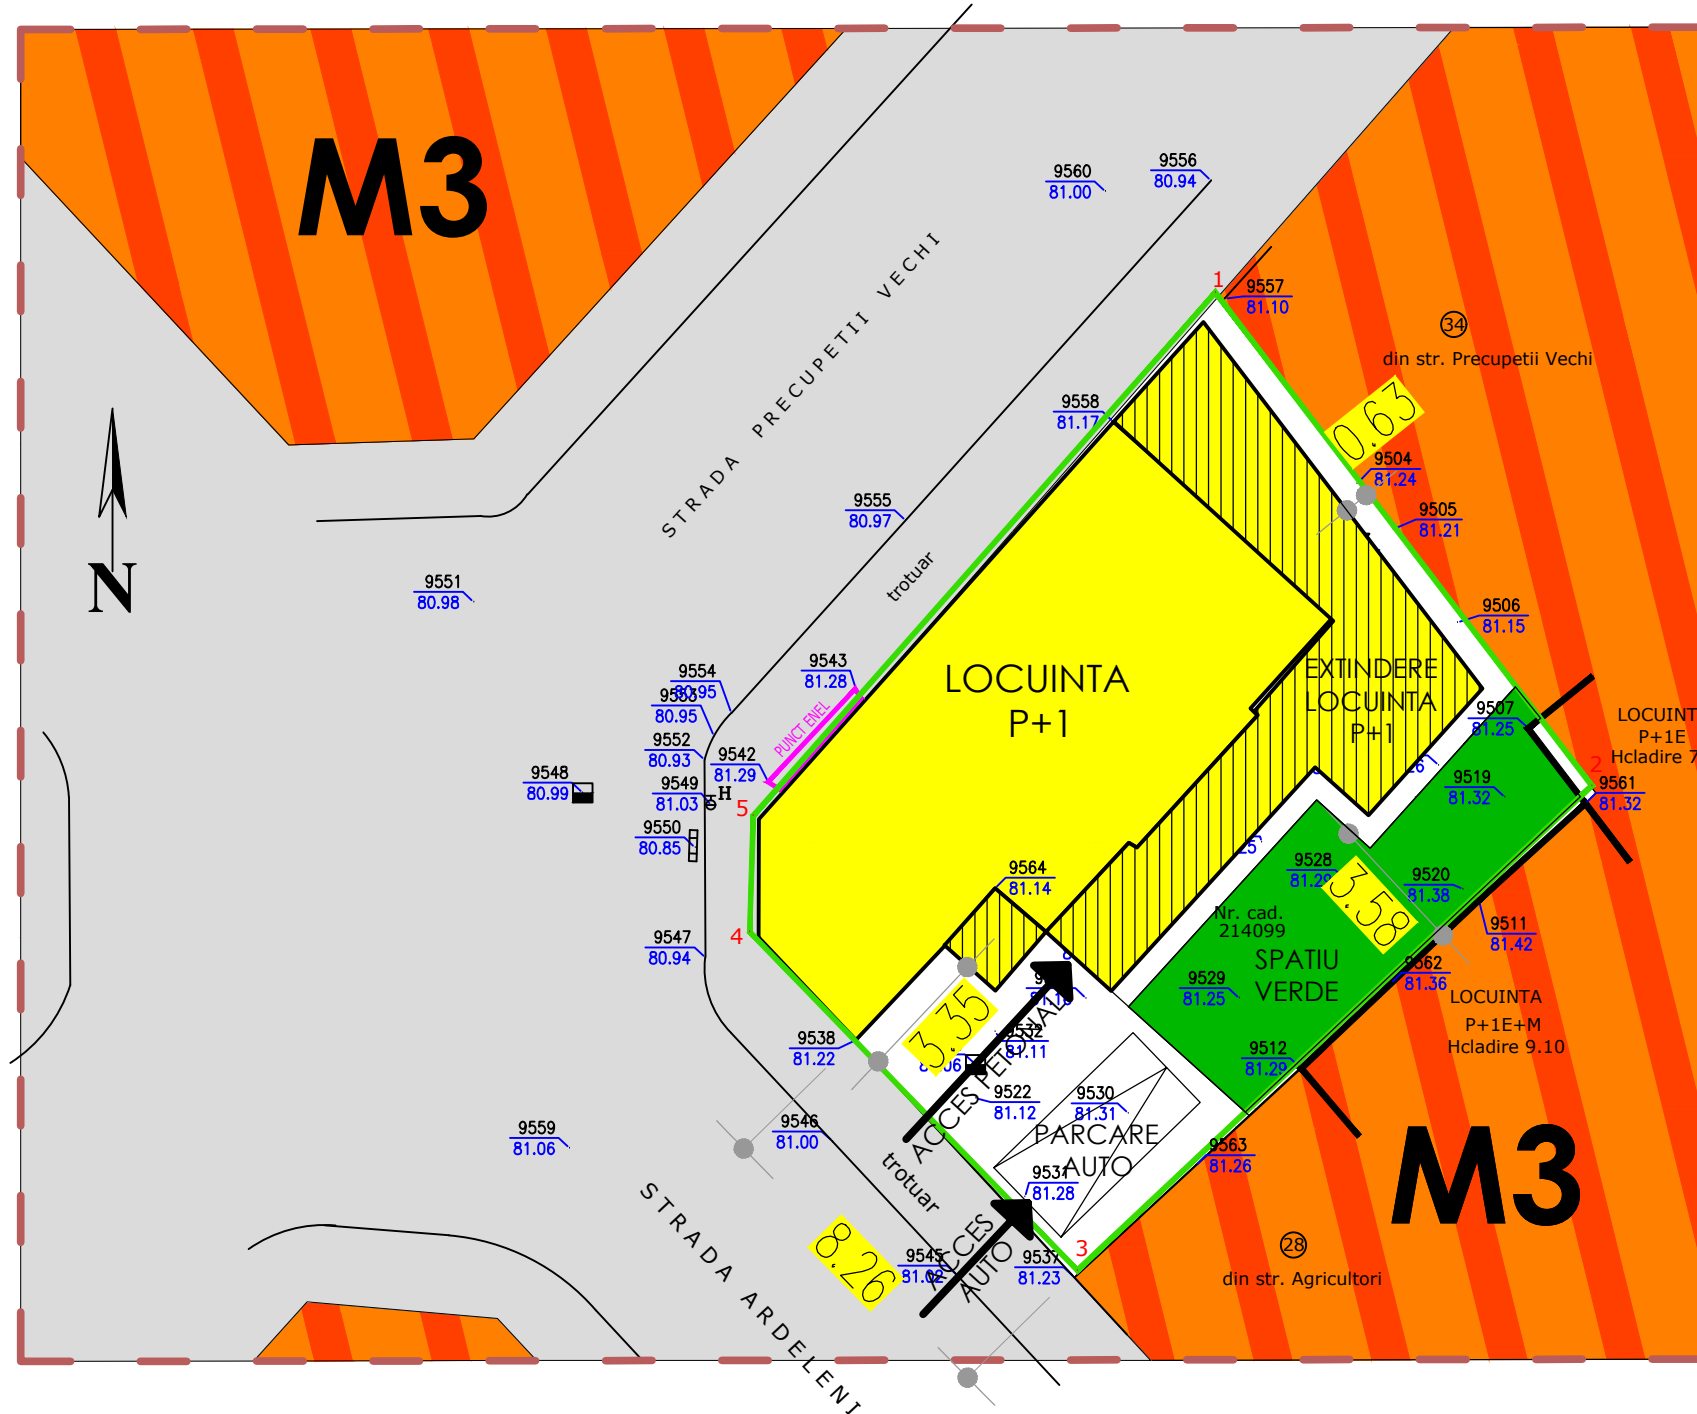 M3
9560
81.00
9556
80.94
STRADA PRECUPETII VECHI
1
9557
81.10
34
din str. Precupetii Vechi
0.63
9558
81.17
9504
81.24
9505
81.21
9555
80.97
trotuar
N
9551
80.98
9506
81.15
9543
81.28
9554
80.95
9553
80.95
PUNCT ENEL
9552
80.93
9542
81.29
9548
80.99
9549
81.03
H
5
9550
80.85
LOCUINTA
P+1
EXTINDERE
LOCUINTA
P+1
9507
81.25
LOCUINT
P+1E
Hcladire 7
2
9519
81.32
9561
81.32
9564
81.14
9528
81.29
3.58
9520
81.38
Nr. cad.
214099
9511
81.42
4
9547
80.94
SPATIU
VERDE
9562
81.36
9529
81.25
LOCUINTA
P+1E+M
Hcladire 9.10
3.35
9538
81.22
9532
81.11
ACCES PETONAL
9512
81.29
9522
81.12
9530
81.31
PARCARE
AUTO
9546
81.00
9559
81.06
9563
81.26
M3
trotuar
9531
81.28
STRADA ARDELENI
8.26
9545
81.02
ACCES
AUTO
9537
81.23
3
28
din str. Agricultori